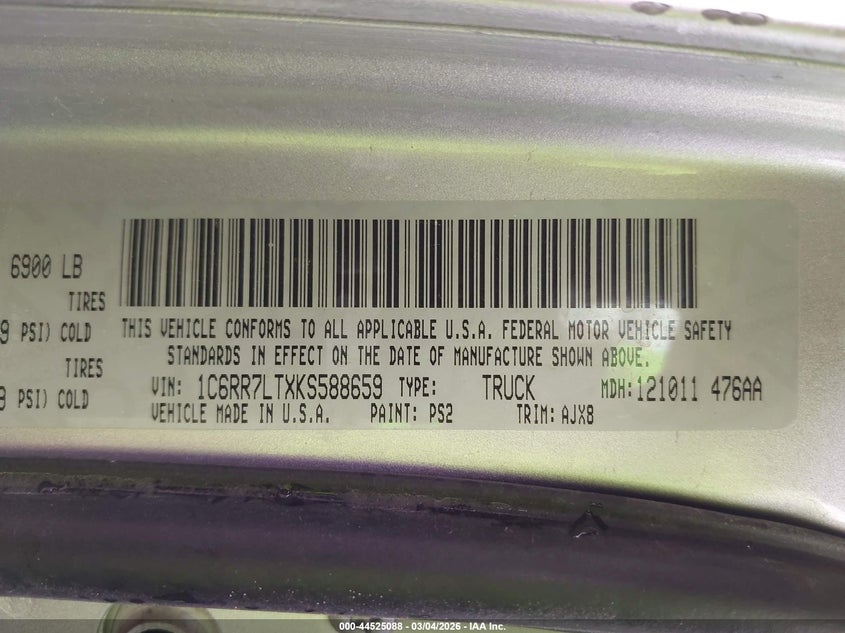 6900 LB
TIRES
9 PSI) COLD
TIRES
PSI) COLD
THIS VEHICLE CONFORMS TO ALL APPLICABLE U.S.A. FEDERAL MOTOR VEHICLE SAFETY
STANDARDS IN EFFECT ON THE DATE OF MANUFACTURE SHOWN ABOVE.
VIN: 1C6RR7LTXKS588659 TYPE: TRUCK MDH:121011 476AA
VEHICLE MADE IN U.S.A. PAINT: PS2 TRIM: AJX8
000-44525088 - 03/04/2026 - IAA Inc.